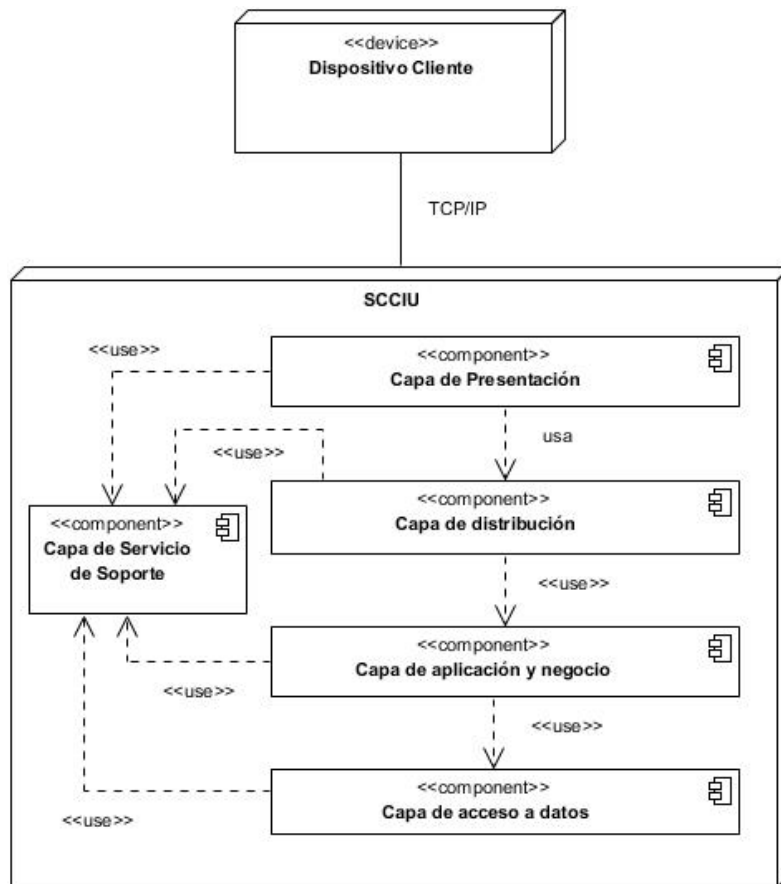 <<device>>
Dispositivo Cliente
TCP/IP
SCCIU
<<use>>
<<component>>
Capa de Presentación
usa
<<use>>
<<component>>
Capa de distribución
<<component>>
Capa de Servicio
de Soporte
<<use>>
<<component>>
Capa de aplicación y negocio
<<use>>
<<use>>
<<component>>
Capa de acceso a datos
<<use>>